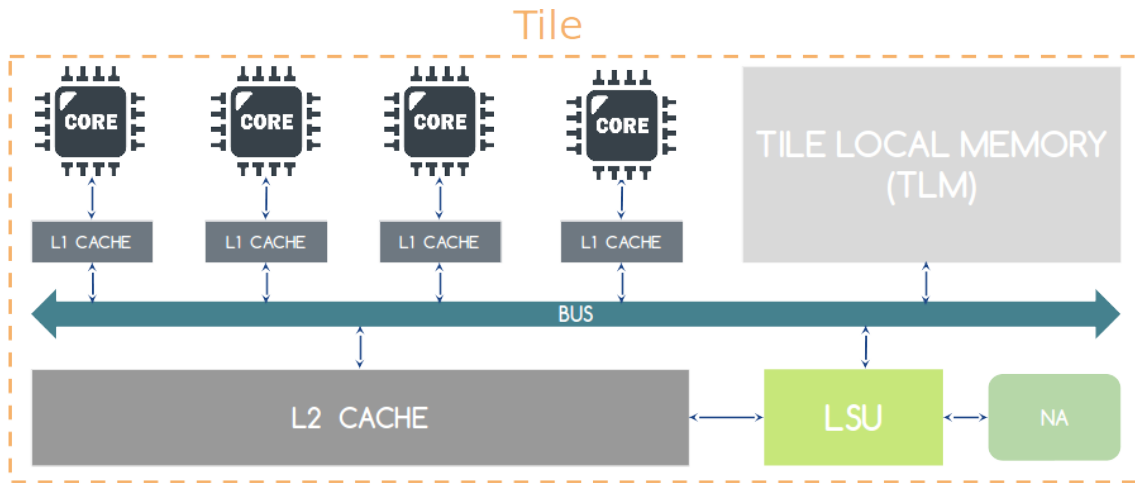 Tile
CORE
CORE
CORE
CORE
TILE LOCAL MEMORY
(TLM)
L1 CACHE
L1 CACHE
L1 CACHE
L1 CACHE
BUS
L2 CACHE
LSU
NA